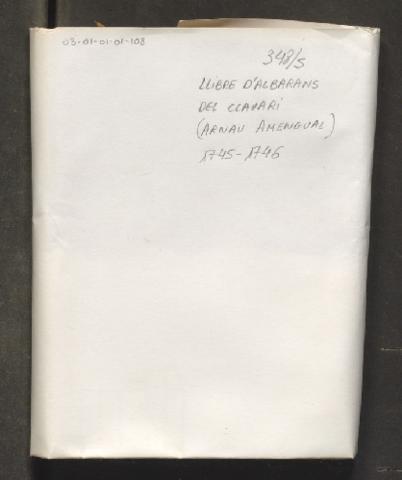 03-01-01-01-108
348/5
LLIBRE D'ALBARANS
DEL CLAVARI
(ARNAU AMENGUAL)
1745-1746